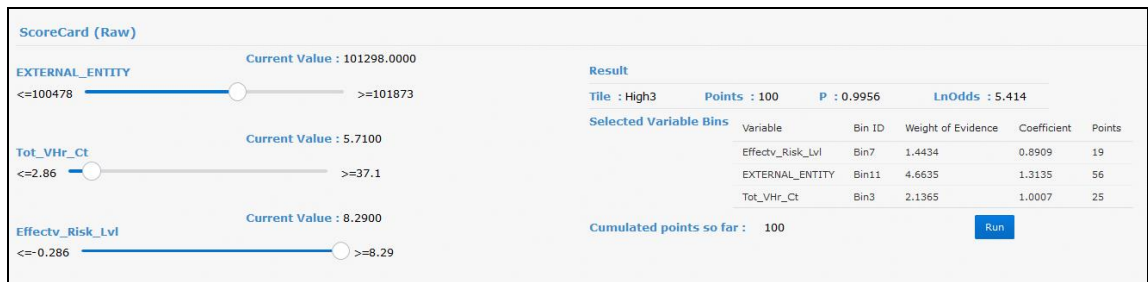 ScoreCard (Raw)
Current Value : 101298.0000
EXTERNAL_ENTITY
<=100478 >=101873
Current Value : 5.7100
Tot_VHr_Ct
<=2.86 >=37.1
Current Value : 8.2900
Effectv_Risk_Lvl
<=-0.286 >=8.29
Result
Tile : High3 Points : 100 P : 0.9956 LnOdds : 5.414
Selected Variable Bins
Variable Bin ID Weight of Evidence Coefficient Points
Effectv_Risk_Lvl Bin7 1.4434 0.8909 19
EXTERNAL_ENTITY Bin11 4.6635 1.3135 56
Tot_VHr_Ct Bin3 2.1365 1.0007 25
Cumulated points so far : 100 Run